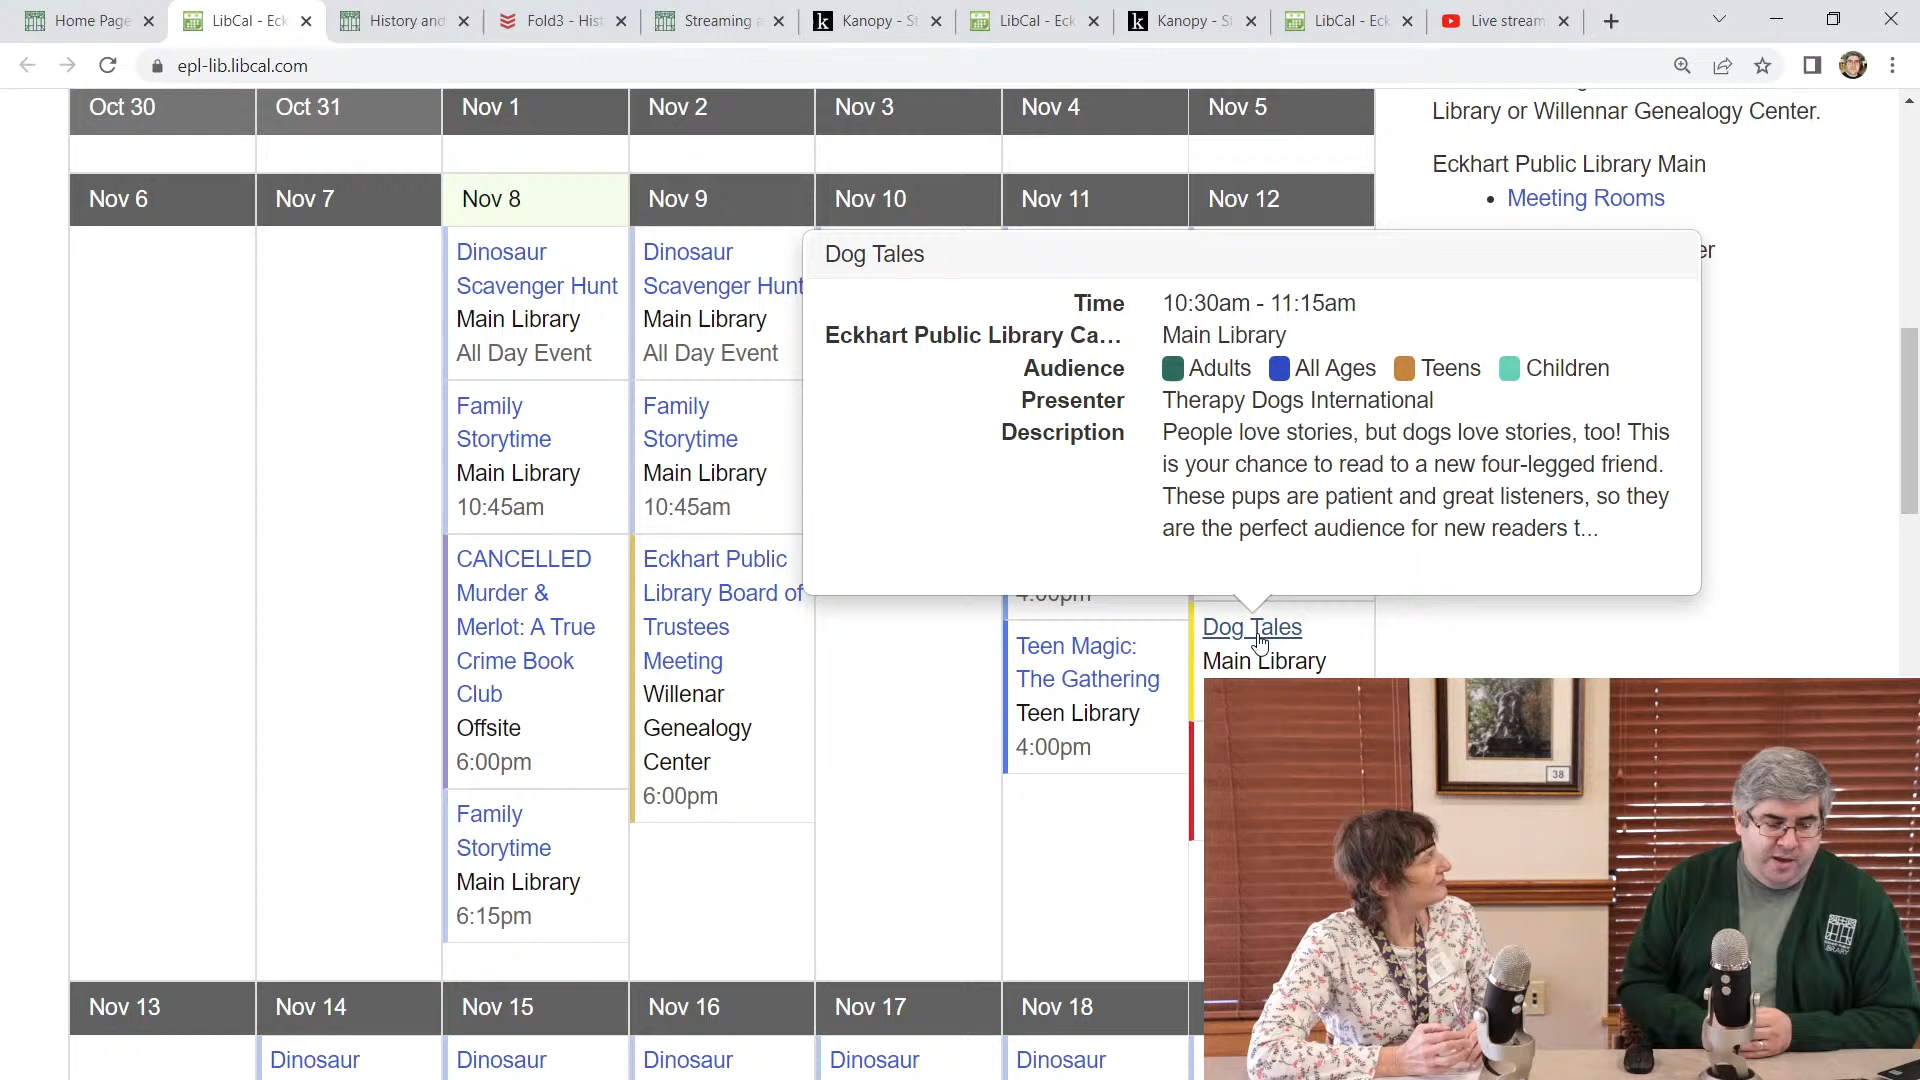 Home Page
LibCal - Eck
History and
Fold3 - Hist
Streaming a
Kanopy - St
LibCal - Eck
Kanopy - St
LibCal - Eck
Live stream
epl-lib.libcal.com
Oct 30
Oct 31
Nov 1
Nov 2
Nov 3
Nov 4
Nov 5
Library or Willennar Genealogy Center.
Eckhart Public Library Main
• Meeting Rooms
er
Nov 6
Nov 7
Nov 8
Nov 9
Nov 10
Nov 11
Nov 12
Dinosaur
Scavenger Hunt
Main Library
All Day Event
Family
Storytime
Main Library
10:45am
CANCELLED
Murder &
Merlot: A True
Crime Book
Club
Offsite
6:00pm
Family
Storytime
Main Library
6:15pm
Dinosaur
Scavenger Hunt
Main Library
All Day Event
Family
Storytime
Main Library
10:45am
Eckhart Public
Library Board of
Trustees
Meeting
Willenar
Genealogy
Center
6:00pm
Dog Tales
Time 10:30am - 11:15am
Eckhart Public Library Ca... Main Library
Audience Adults All Ages Teens Children
Presenter Therapy Dogs International
Description People love stories, but dogs love stories, too! This
is your chance to read to a new four-legged friend.
These pups are patient and great listeners, so they
are the perfect audience for new readers t...
4:00pm
Teen Magic:
The Gathering
Teen Library
4:00pm
Dog Tales
Main Library
38
LIBRARY
Nov 13
Nov 14
Nov 15
Nov 16
Nov 17
Nov 18
Dinosaur
Dinosaur
Dinosaur
Dinosaur
Dinosaur